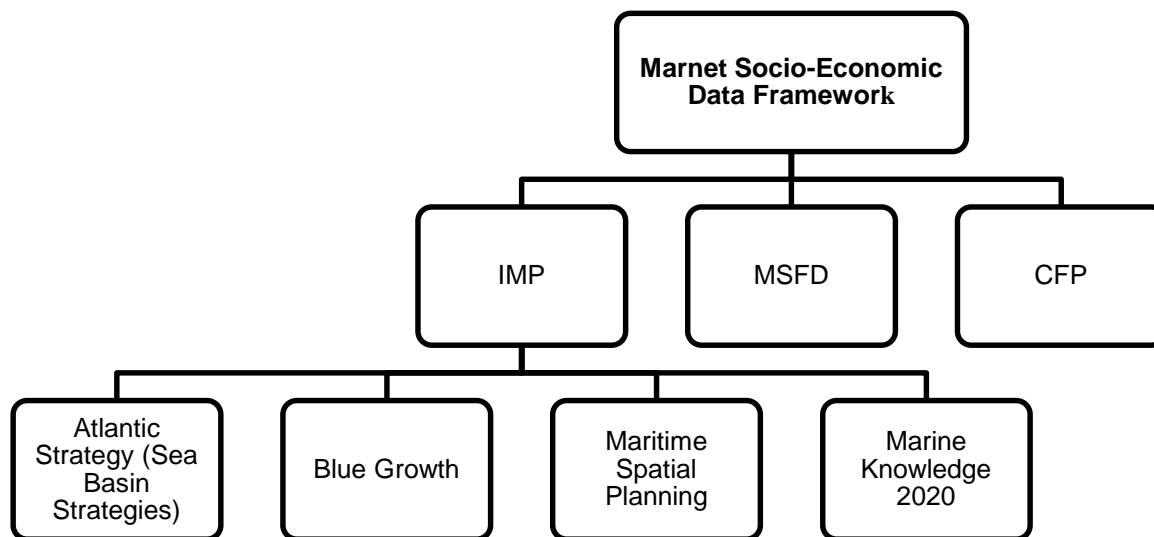 Marnet Socio-Economic
Data Framework
IMP
MSFD
CFP
Atlantic
Strategy (Sea
Basin
Strategies)
Blue Growth
Maritime
Spatial
Planning
Marine
Knowledge
2020